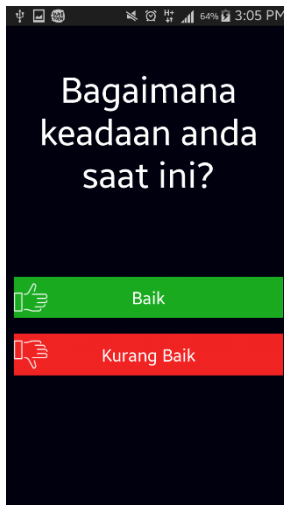 H+ 64% 3:05 PM
Bagaimana
keadaan anda
saat ini?
Baik
Kurang Baik